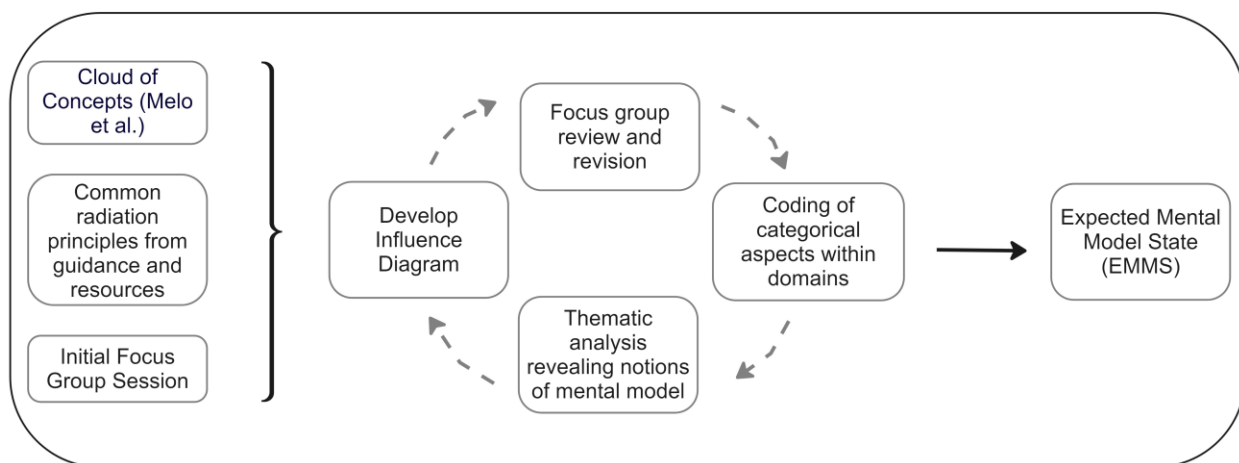 Cloud of
Concepts (Melo
et al.)
Common
radiation
principles from
guidance and
resources
Initial Focus
Group Session
Develop
Influence
Diagram
Focus group
review and
revision
Coding of
categorical
aspects within
domains
Thematic
analysis
revealing notions
of mental model
Expected Mental
Model State
(EMMS)